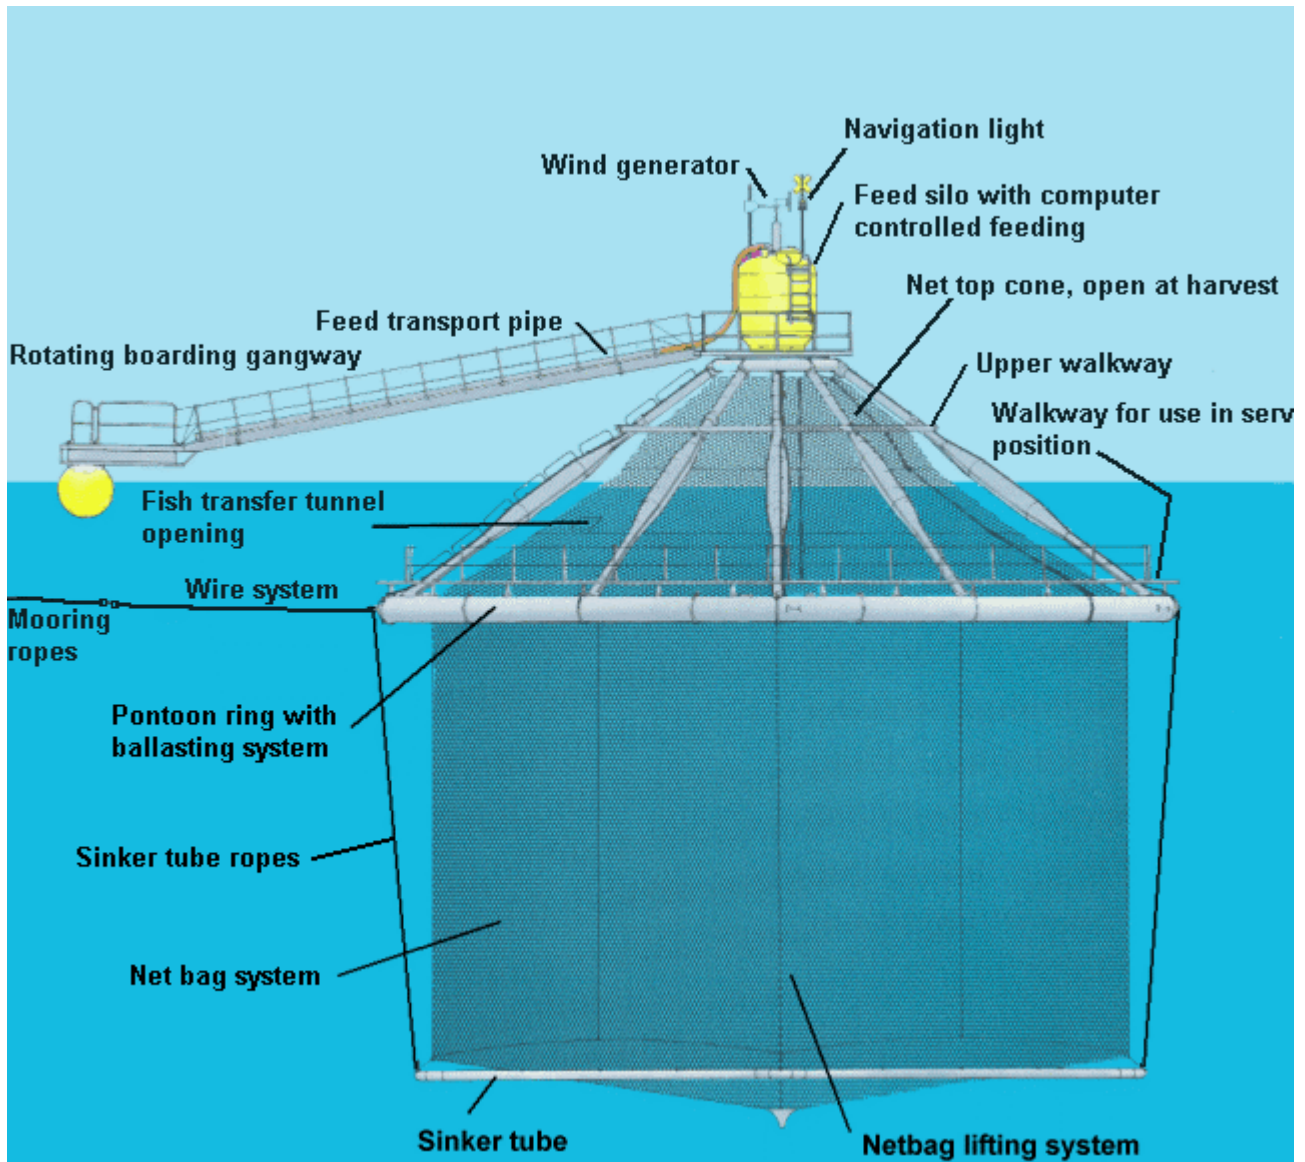 Navigation light
Wind generator
Feed silo with computer
controlled feeding
Net top cone, open at harvest
Feed transport pipe
Rotating boarding gangway
Upper walkway
Walkway for use in serv
position
Fish transfer tunnel
opening
Wire system
Mooring
ropes
Pontoon ring with
ballasting system
Sinker tube ropes
Net bag system
Sinker tube
Netbag lifting system